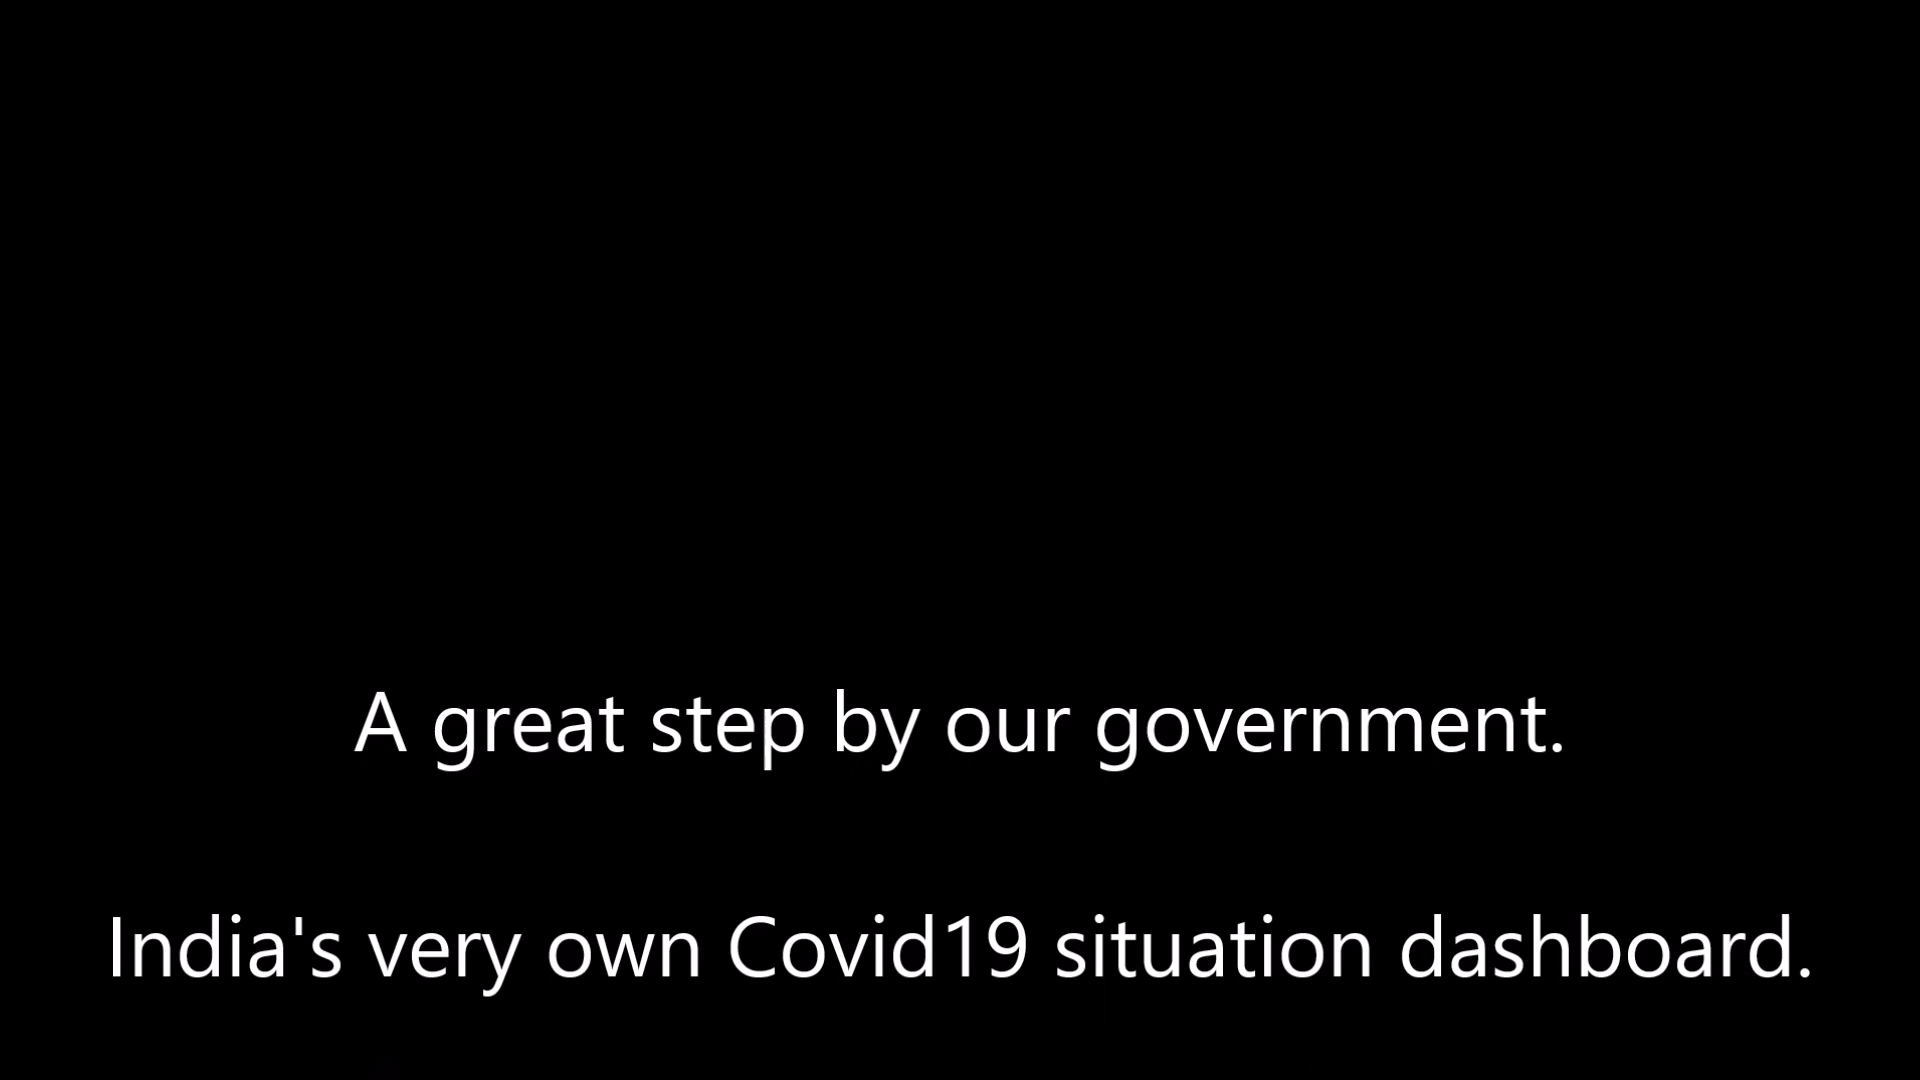 A great step by our government.
India's very own Covid19 situation dashboard.